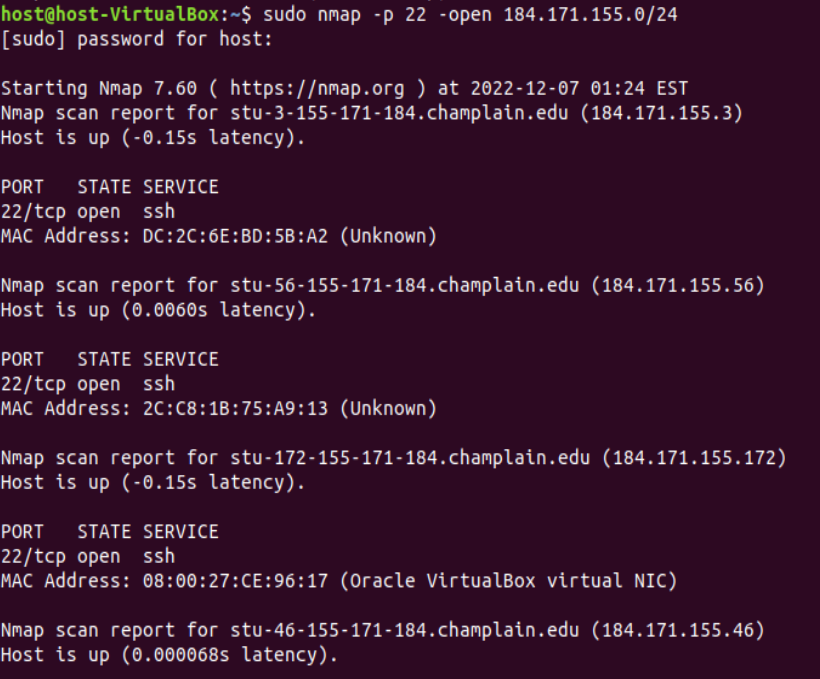 host@host-VirtualBox:~$ sudo nmap -p 22 -open 184.171.155.0/24
[sudo] password for host:
Starting Nmap 7.60 ( https://nmap.org ) at 2022-12-07 01:24 EST
Nmap scan report for stu-3-155-171-184.champlain.edu (184.171.155.3)
Host is up (-0.15s latency).
PORT   STATE SERVICE
22/tcp open  ssh
MAC Address: DC:2C:6E:BD:5B:A2 (Unknown)
Nmap scan report for stu-56-155-171-184.champlain.edu (184.171.155.56)
Host is up (0.0060s latency).
PORT   STATE SERVICE
22/tcp open  ssh
MAC Address: 2C:C8:1B:75:A9:13 (Unknown)
Nmap scan report for stu-172-155-171-184.champlain.edu (184.171.155.172)
Host is up (-0.15s latency).
PORT   STATE SERVICE
22/tcp open  ssh
MAC Address: 08:00:27:CE:96:17 (Oracle VirtualBox virtual NIC)
Nmap scan report for stu-46-155-171-184.champlain.edu (184.171.155.46)
Host is up (0.000068s latency).